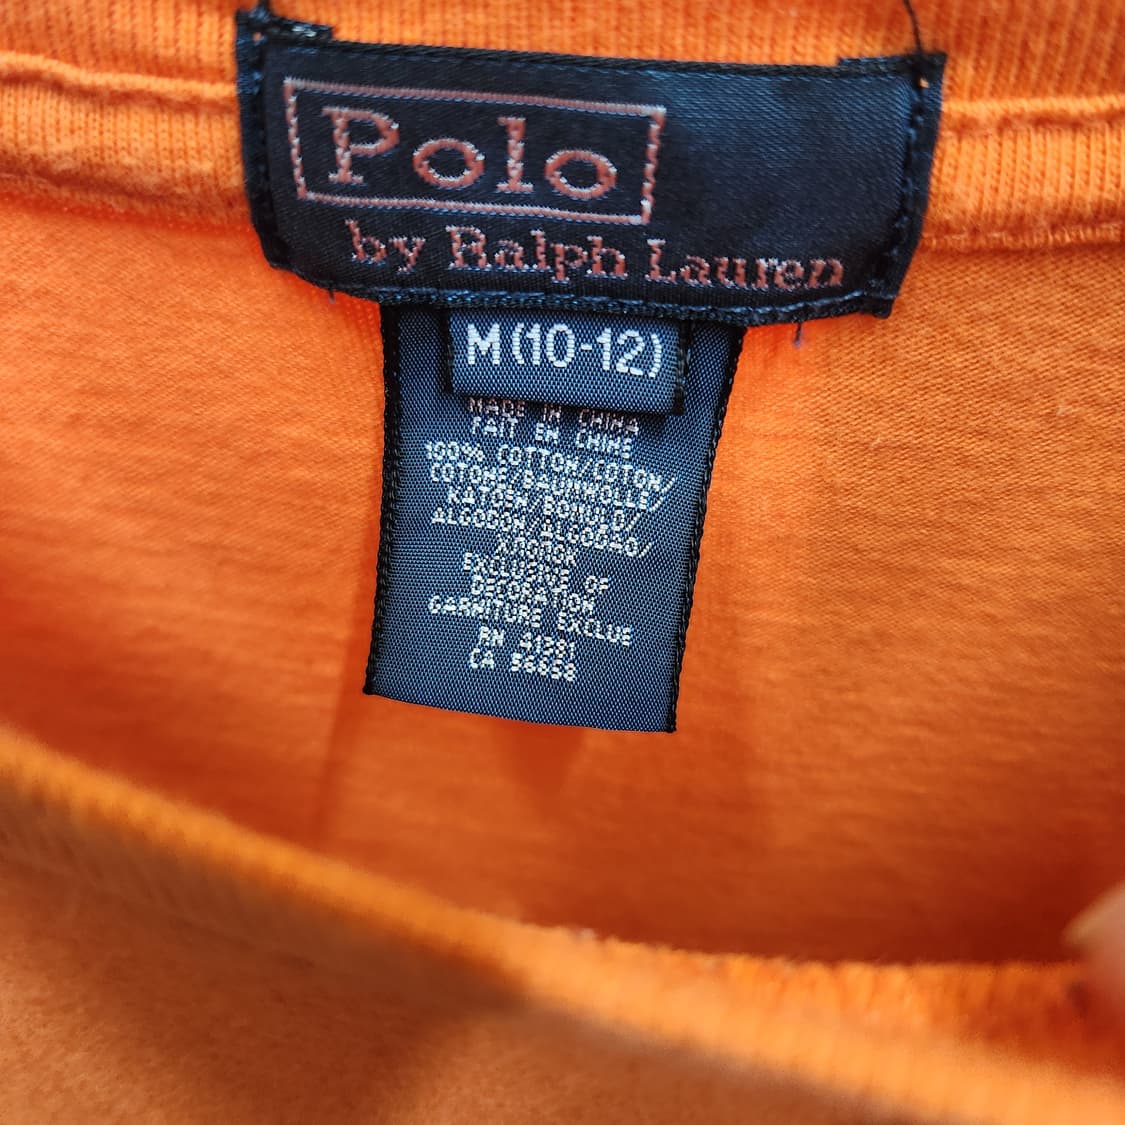 Polo
by Ralph Lauren
M (10-12)
MADE IN CHINA
FAIT EN CHINE
100% COTTON/COTON/
COTONE/BAUMWOLLE/
KATOEN/BOMULD/
ALGODON ALGODÃO/
EXCLUSIVE OF
DECORATION
GARNITURE EXCLUE
RN 41381
CA 56658